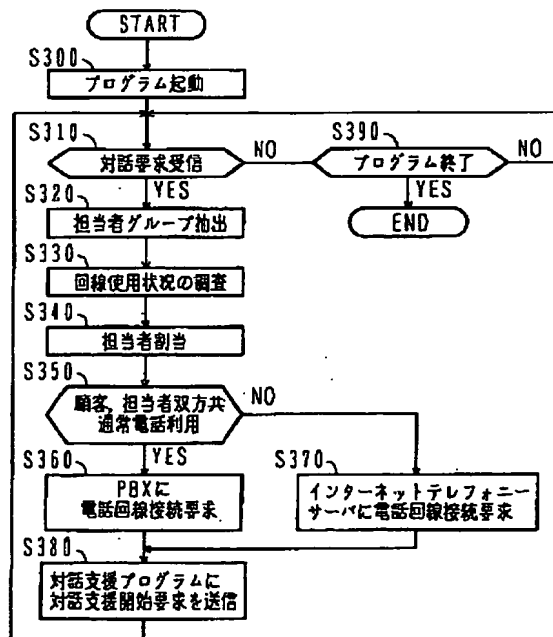 START
S300
プログラム起動
S310
対話要求受信
NO
S390
プログラム終了
NO
YES
YES
END
S320
担当者グループ抽出
S330
回線使用状況の調査
S340
担当者割当
S350
顧客,担当者双方共
通常電話利用
NO
YES
S360
PBXに
電話回線接続要求
S370
インターネットテレフォニー
サーバに電話回線接続要求
S380
対話支援プログラムに
対話支援開始要求を送信